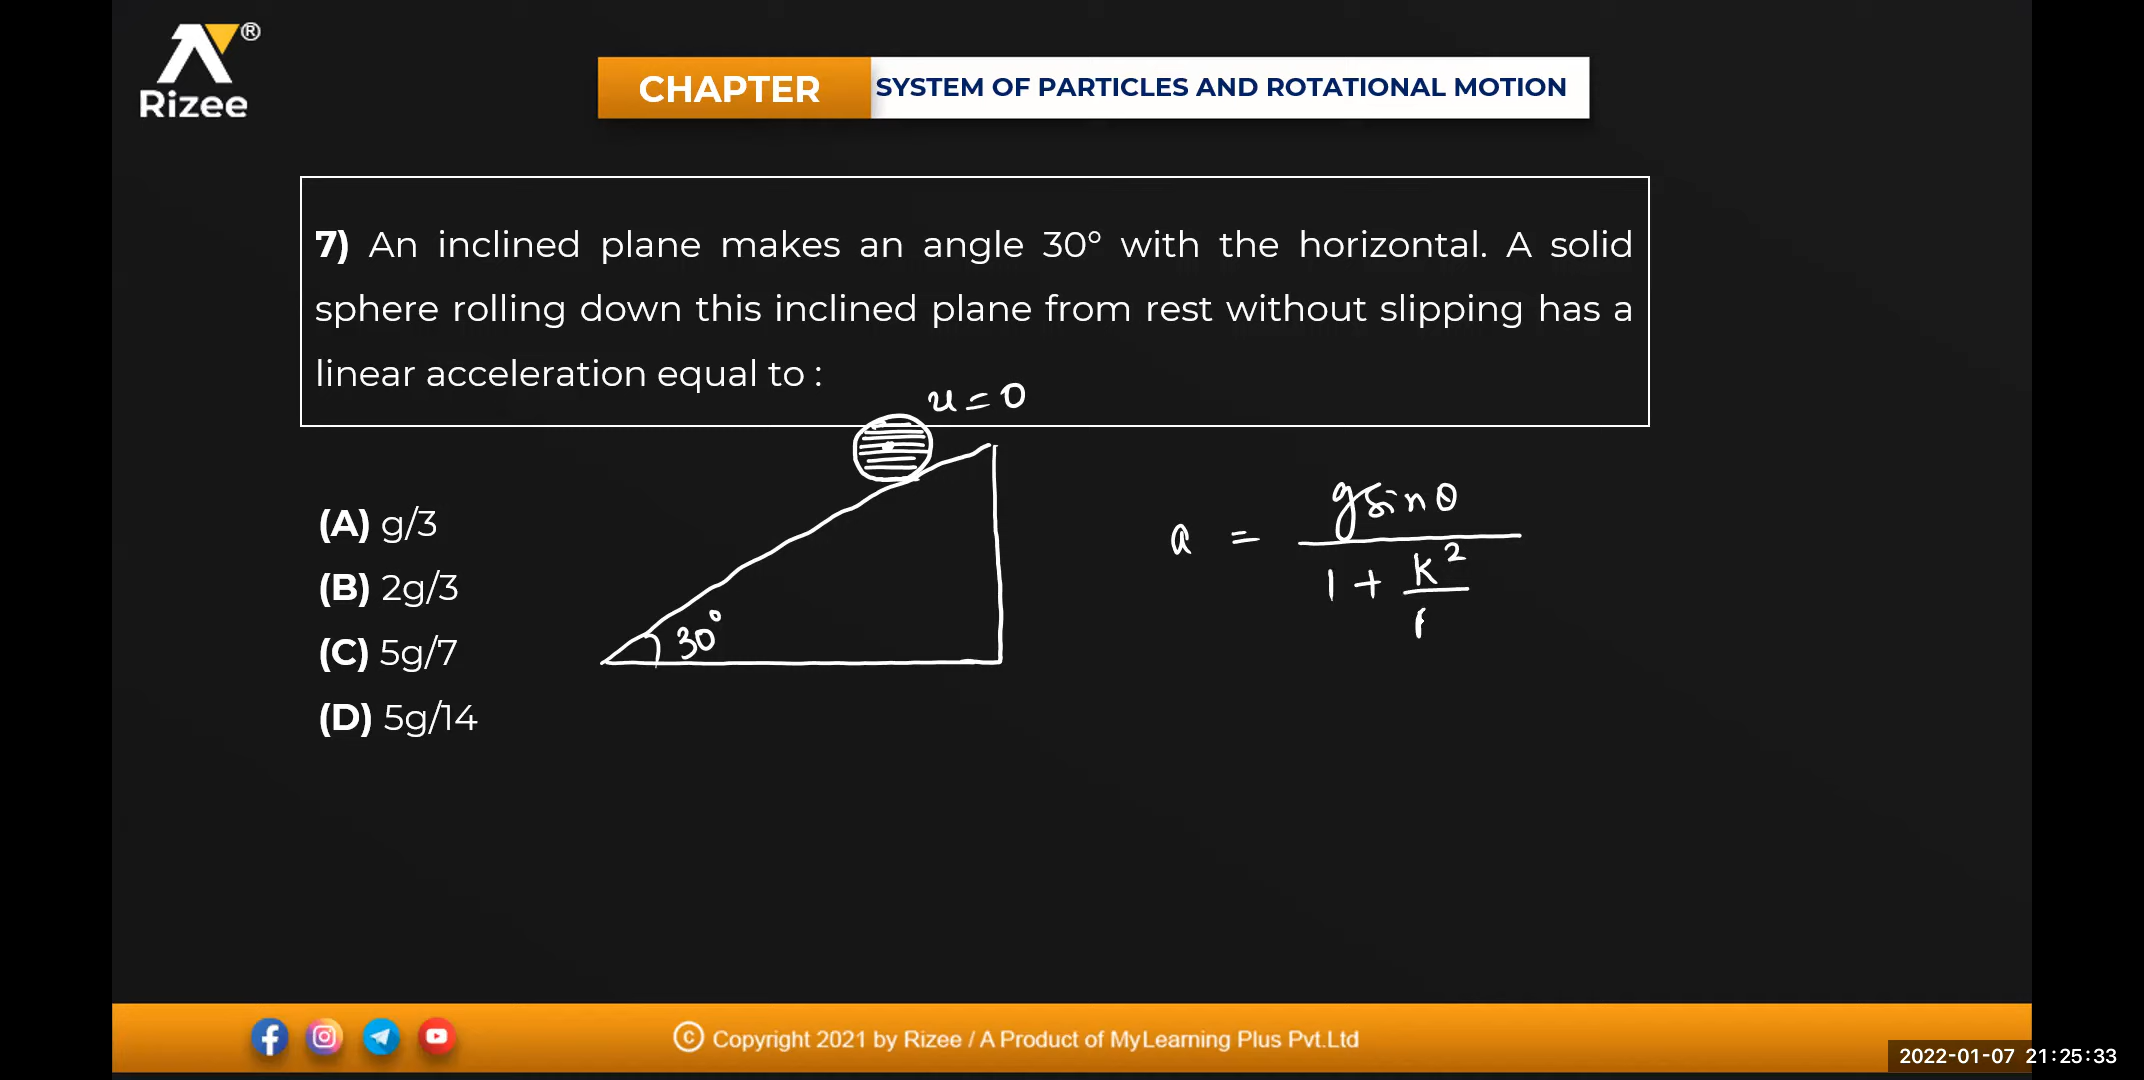 Rizee®
CHAPTER SYSTEM OF PARTICLES AND ROTATIONAL MOTION
7) An inclined plane makes an angle 30° with the horizontal. A solid
sphere rolling down this inclined plane from rest without slipping has a
linear acceleration equal to :
u = 0
(A) g/3
(B) 2g/3
(C) 5g/7
(D) 5g/14
30°
a = g sin θ
1 + k²
© Copyright 2021 by Rizee / A Product of MyLearning Plus Pvt.Ltd
2022-01-07 21:25:33